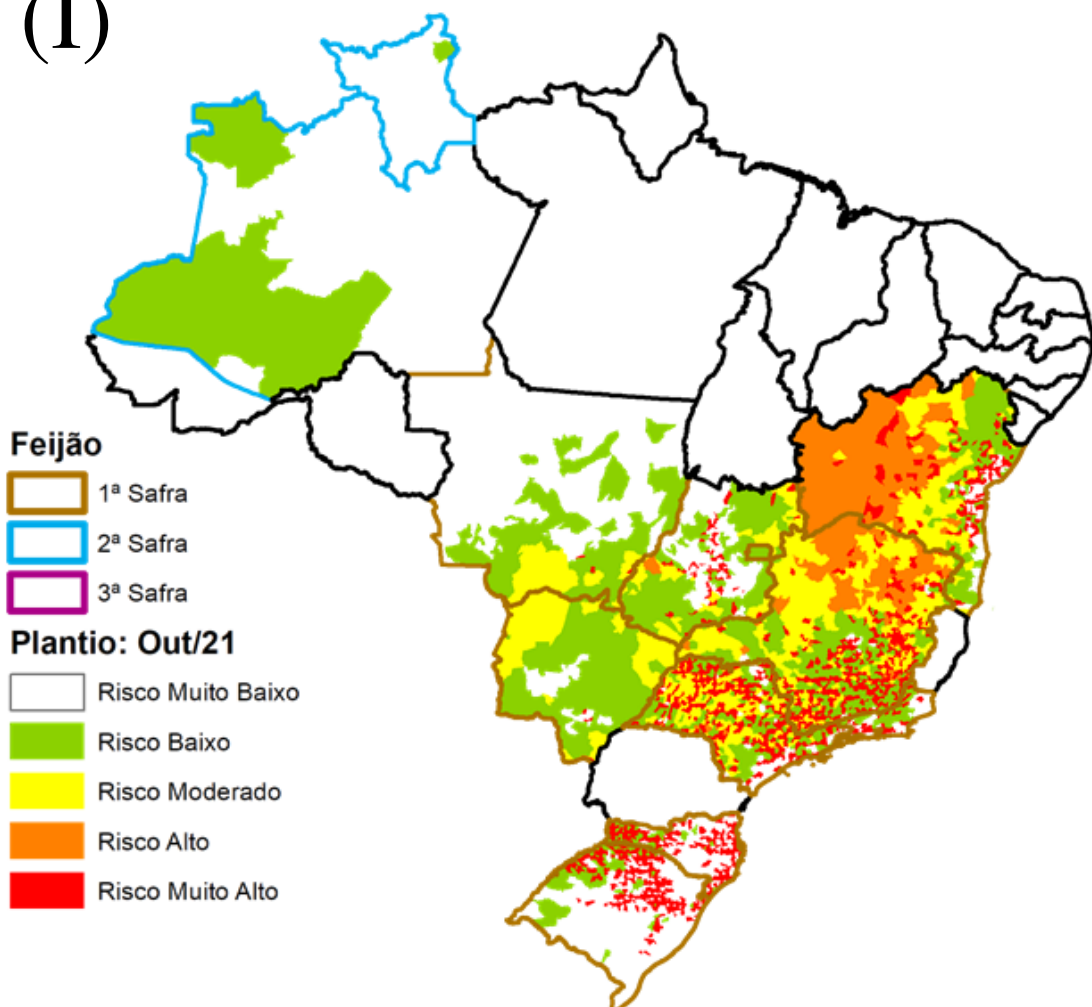 (I)
Feijão
1ª Safra
2ª Safra
3ª Safra
Plantio: Out/21
Risco Muito Baixo
Risco Baixo
Risco Moderado
Risco Alto
Risco Muito Alto